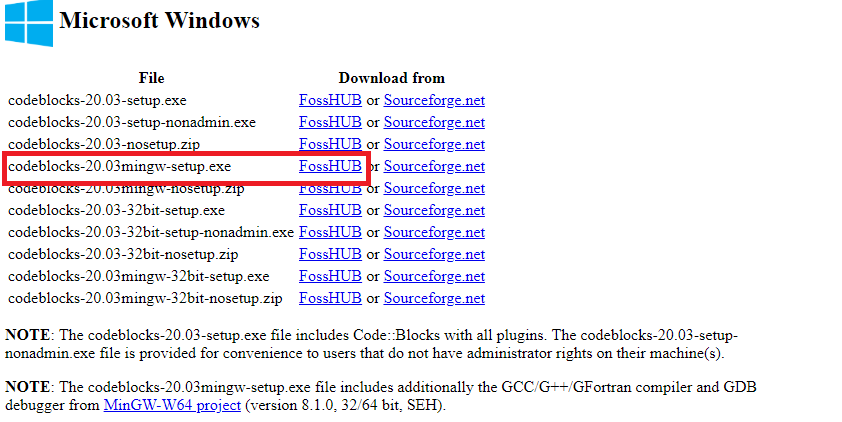 Microsoft Windows
File Download from
codeblocks-20.03-setup.exe FossHUB or Sourceforge.net
codeblocks-20.03-setup-nonadmin.exe FossHUB or Sourceforge.net
codeblocks-20.03-nosetup.zip FossHUB or Sourceforge.net
codeblocks-20.03mingw-setup.exe FossHUB or Sourceforge.net
codeblocks-20.03mingw-nosetup.zip FossHUB or Sourceforge.net
codeblocks-20.03-32bit-setup.exe FossHUB or Sourceforge.net
codeblocks-20.03-32bit-setup-nonadmin.exe FossHUB or Sourceforge.net
codeblocks-20.03-32bit-nosetup.zip FossHUB or Sourceforge.net
codeblocks-20.03mingw-32bit-setup.exe FossHUB or Sourceforge.net
codeblocks-20.03mingw-32bit-nosetup.zip FossHUB or Sourceforge.net
NOTE: The codeblocks-20.03-setup.exe file includes Code::Blocks with all plugins. The codeblocks-20.03-setup-
nonadmin.exe file is provided for convenience to users that do not have administrator rights on their machine(s).
NOTE: The codeblocks-20.03mingw-setup.exe file includes additionally the GCC/G++/GFortran compiler and GDB
debugger from MinGW-W64 project (version 8.1.0, 32/64 bit, SEH).